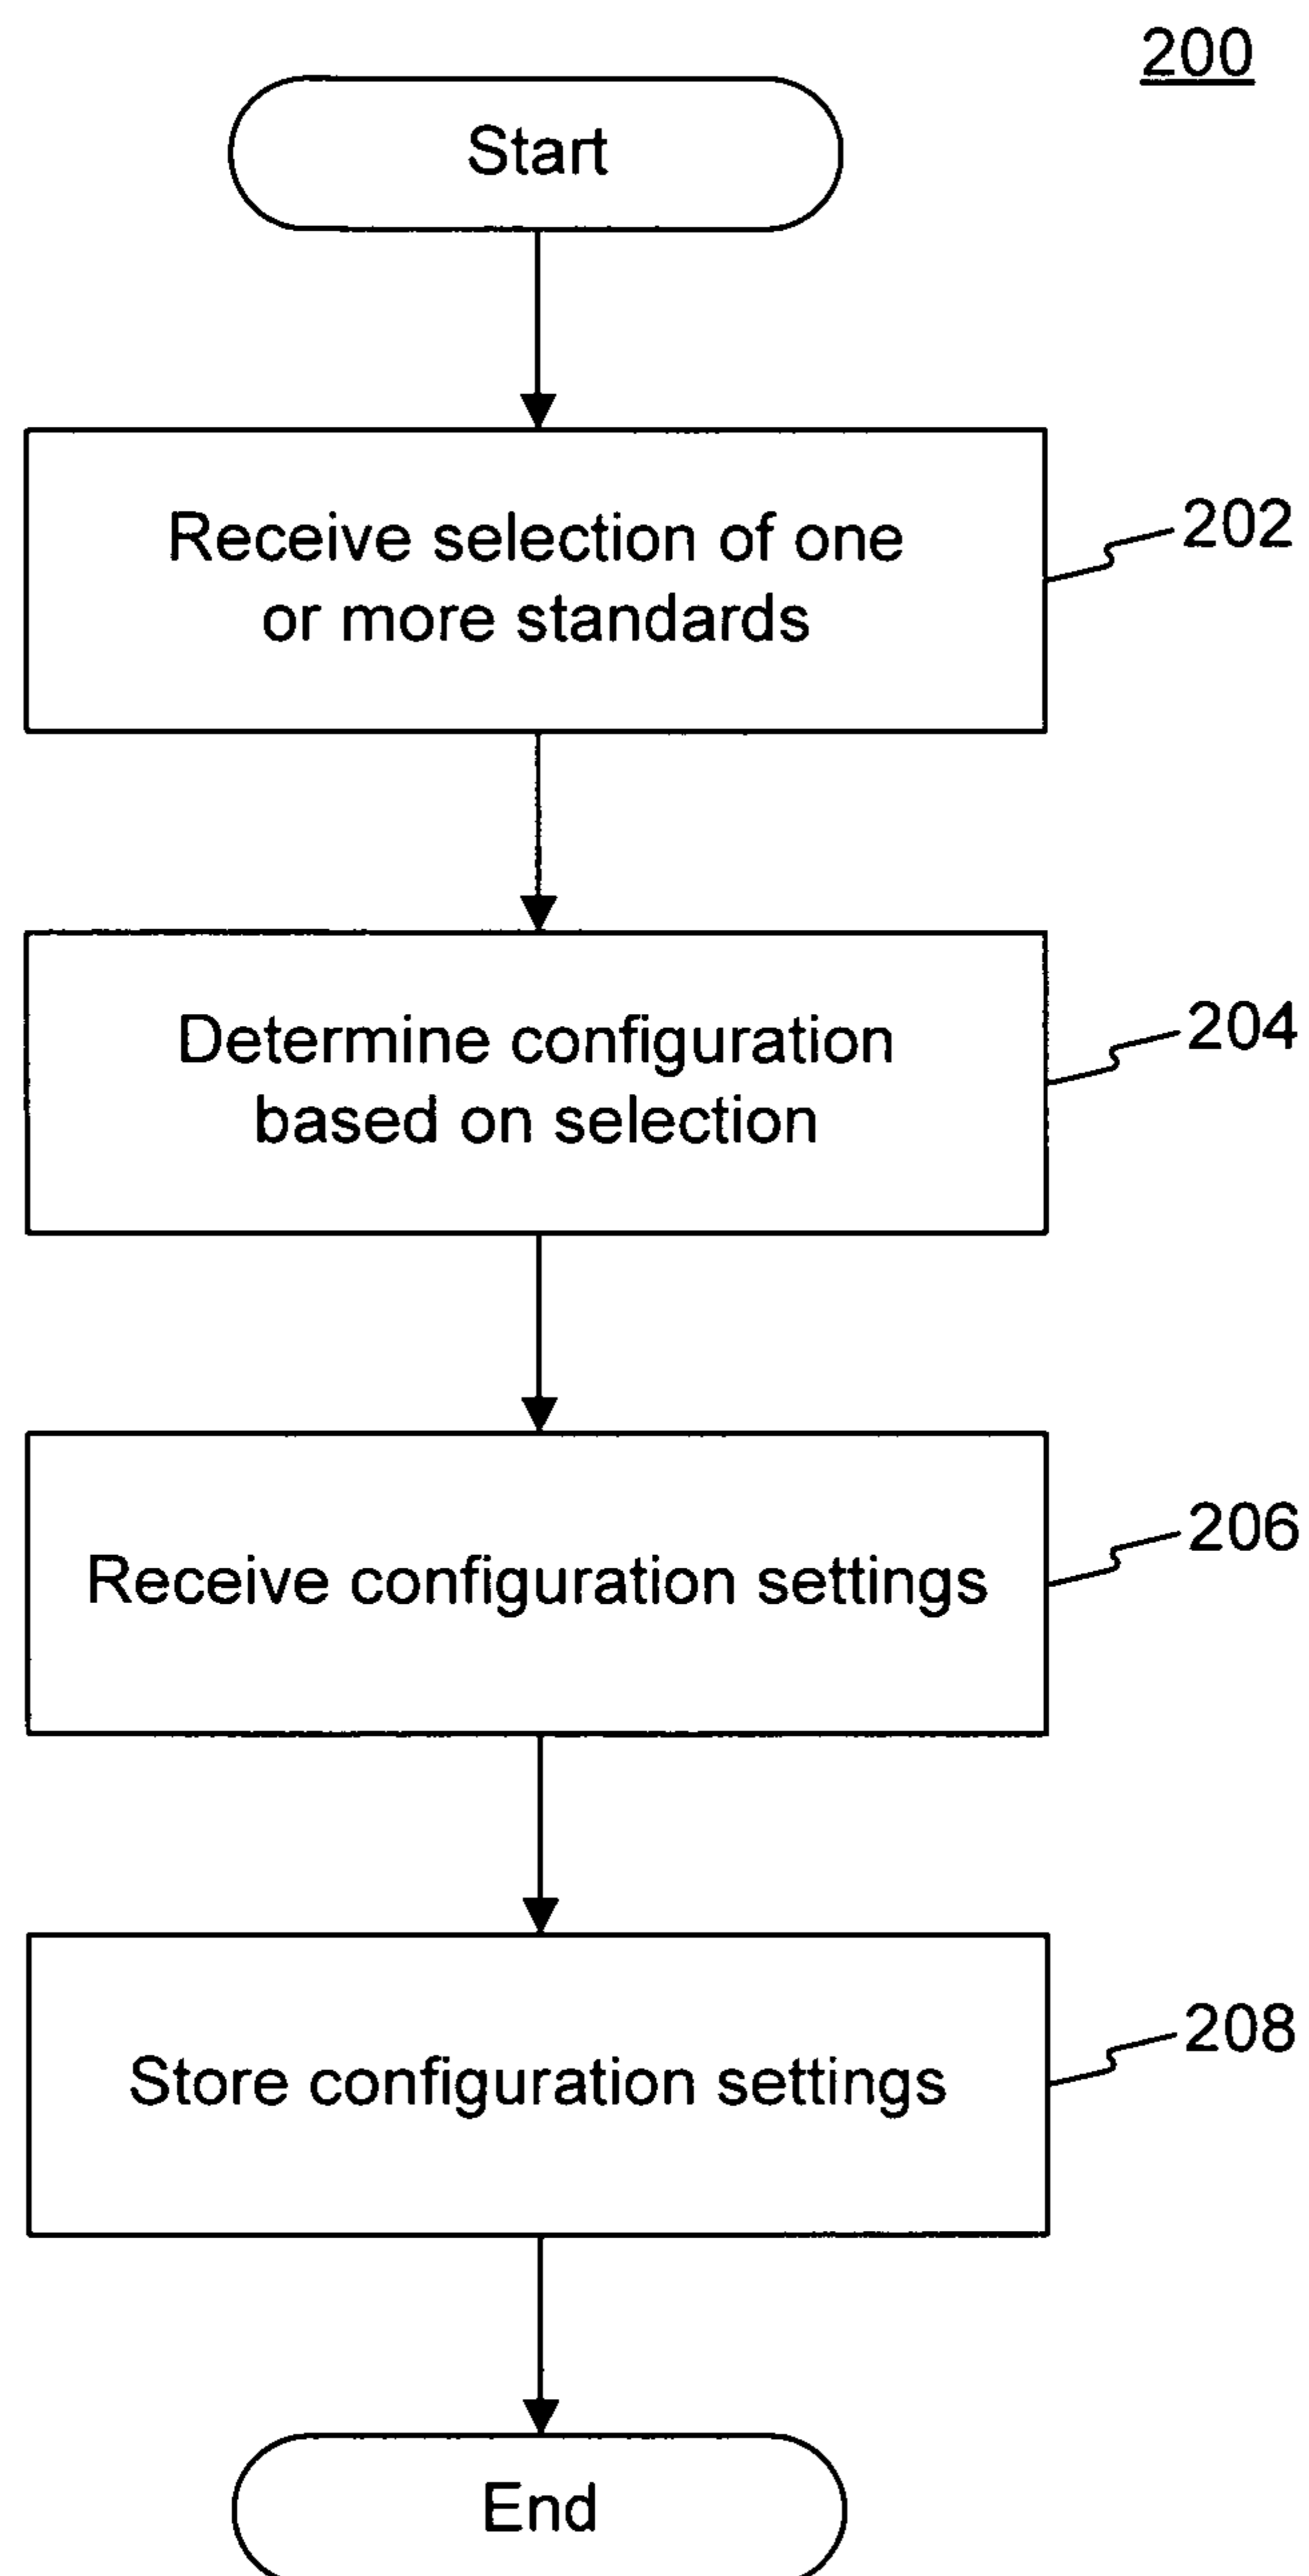 200
Start
Receive selection of one
or more standards
202
Determine configuration
based on selection
204
Receive configuration settings
206
Store configuration settings
208
End